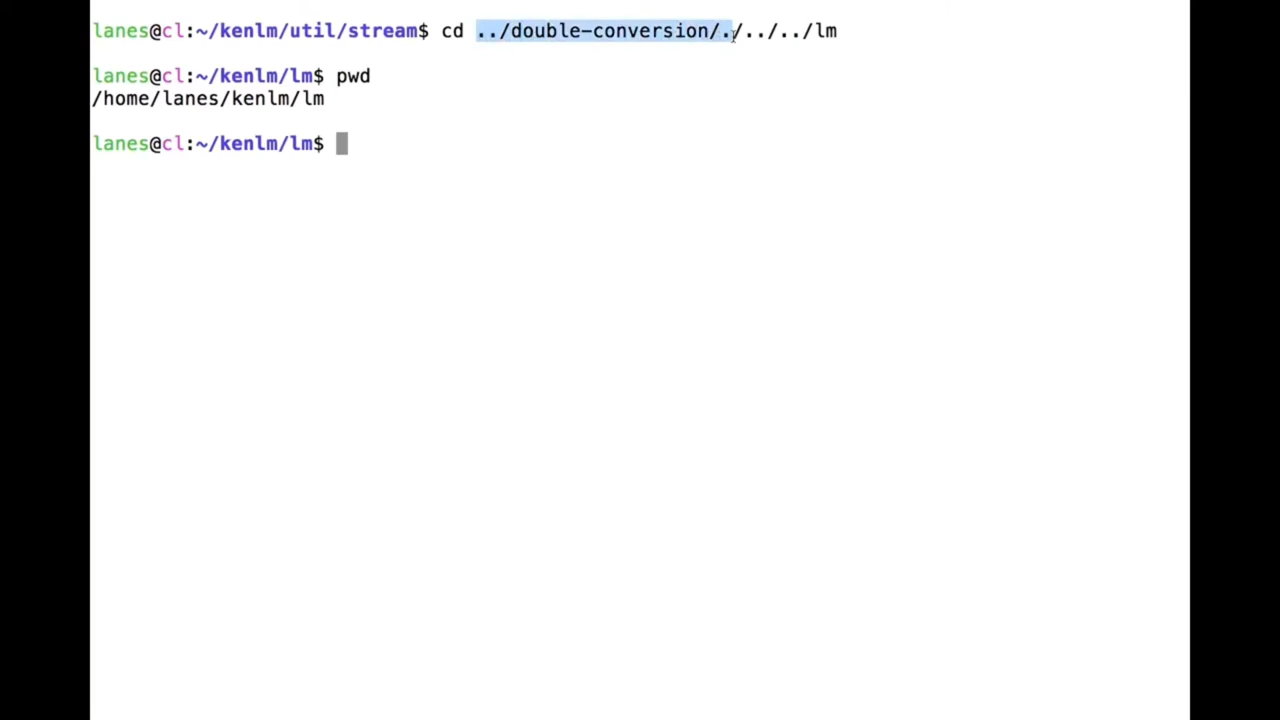 lanes@cl:~/kenlm/util/stream$ cd ../double-conversion/./../../lm
lanes@cl:~/kenlm/lm$ pwd
/home/lanes/kenlm/lm
lanes@cl:~/kenlm/lm$